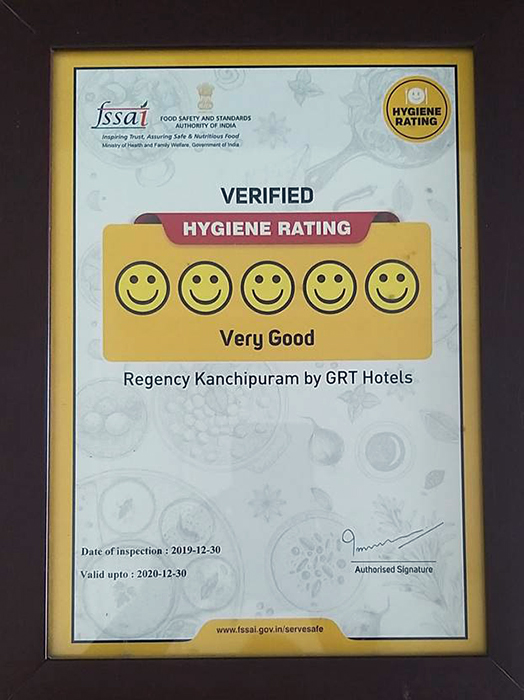 fssai
FOOD SAFETY AND STANDARDS
AUTHORITY OF INDIA
Inspiring Trust, Assuring Safe & Nutritious Food
Ministry of Health and Family Welfare, Government of India
HYGIENE
RATING
VERIFIED
HYGIENE RATING
Very Good
Regency Kanchipuram by GRT Hotels
Date of inspection : 2019-12-30
Valid upto : 2020-12-30
Authorised Signature
www.fssai.gov.in/servesafe